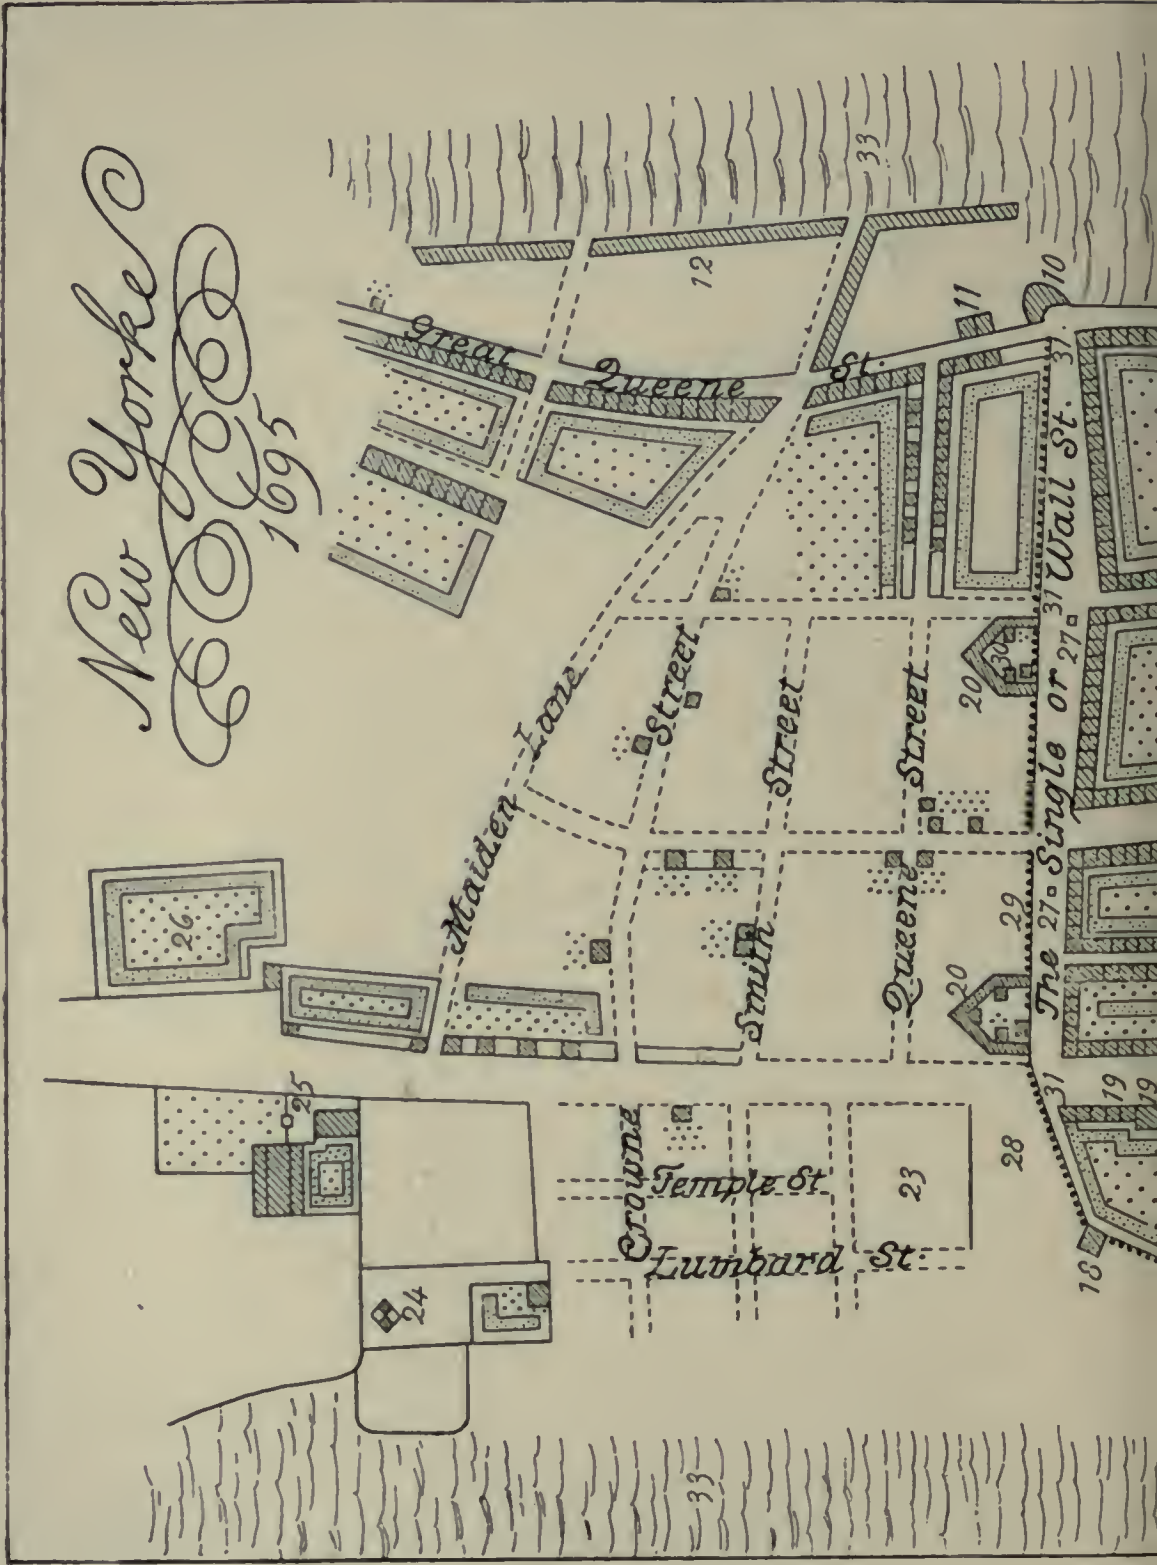 New Yorke
1695
33
12
Great Queene St.
11
10
Maiden Lane
Street
Smith Street
Queene Street
20
30
20
29
The Single or Wall St.
27
27
31
31
31
26
25
24
Crowne
Temple St
Lumbard St.
23
28
19
19
18
33